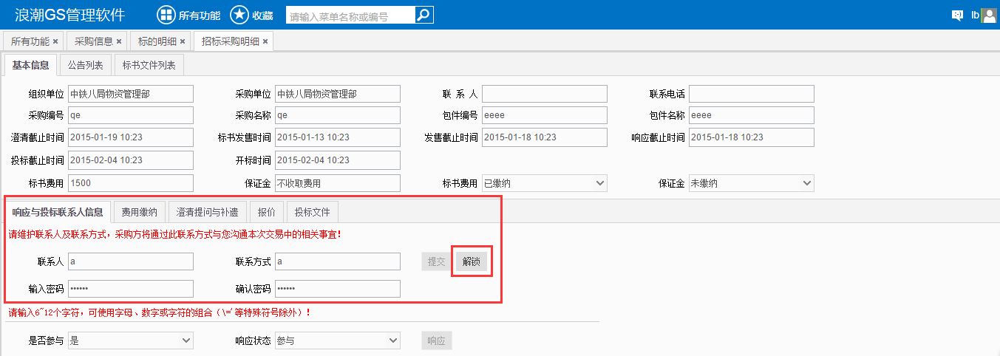 浪潮GS管理软件 所有功能 收藏 请输入菜单名称或编号 lb
所有功能 × 采购信息 × 标的明细 × 招标采购明细 ×
基本信息 公告列表 标书文件列表
组织单位 中铁八局物资管理部 采购单位 中铁八局物资管理部 联 系 人 联系电话
采购编号 qe 采购名称 qe 包件编号 eeee 包件名称 eeee
澄清截止时间 2015-01-19 10:23 标书发售时间 2015-01-13 10:23 发售截止时间 2015-01-18 10:23 响应截止时间 2015-01-18 10:23
投标截止时间 2015-02-04 10:23 开标时间 2015-02-04 10:23
标书费用 1500 保证金 不收取费用 标书费用 已缴纳 保证金 未缴纳
响应与投标联系人信息 费用缴纳 澄清提问与补遗 报价 投标文件
请维护联系人及联系方式，采购方将通过此联系方式与您沟通本次交易中的相关事宜！
联系人 a 联系方式 a 提交 解锁
输入密码 •••••• 确认密码 ••••••
请输入6~12个字符，可使用字母、数字或字符的组合（\=' 等特殊符号除外）！
是否参与 是 响应状态 参与 响应